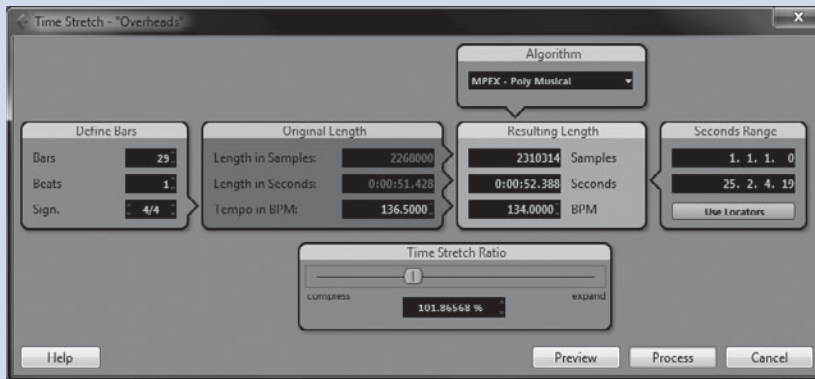 Time Stretch - "Overheads"
X
Algorithm
MPEX - Poly Musical
Define Bars
Bars 29
Beats 1
Sign. 4/4
Original Length
Length in Samples: 2268000
Length in Seconds: 0:00:51.428
Tempo in BPM: 136.5000
Resulting Length
2310314 Samples
0:00:52.388 Seconds
134.0000 BPM
Seconds Range
1. 1. 1. 0
25. 2. 4. 19
Use Locators
Time Stretch Ratio
compress expand
101.86568 %
Help Preview Process Cancel